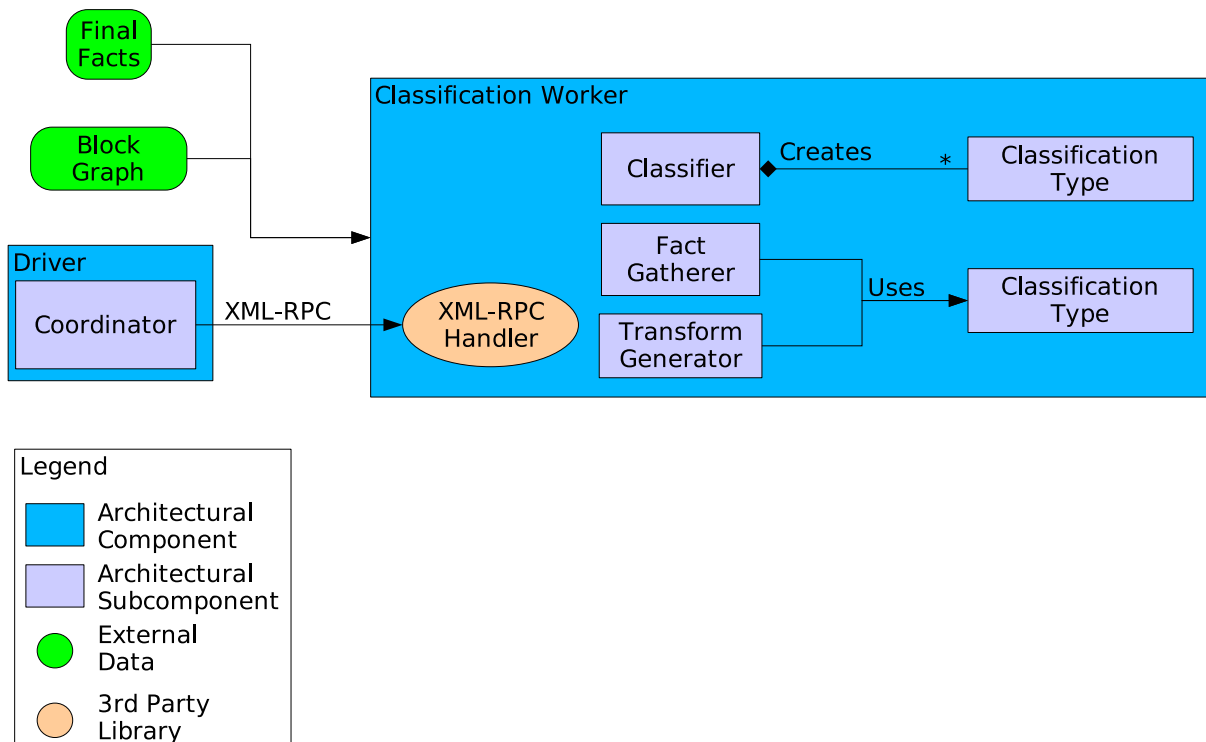 Final
Facts
Block
Graph
Classification Worker
Classifier
Creates
*
Classification
Type
Fact
Gatherer
Uses
Classification
Type
Transform
Generator
Driver
Coordinator
XML-RPC
XML-RPC
Handler
Legend
Architectural
Component
Architectural
Subcomponent
External
Data
3rd Party
Library